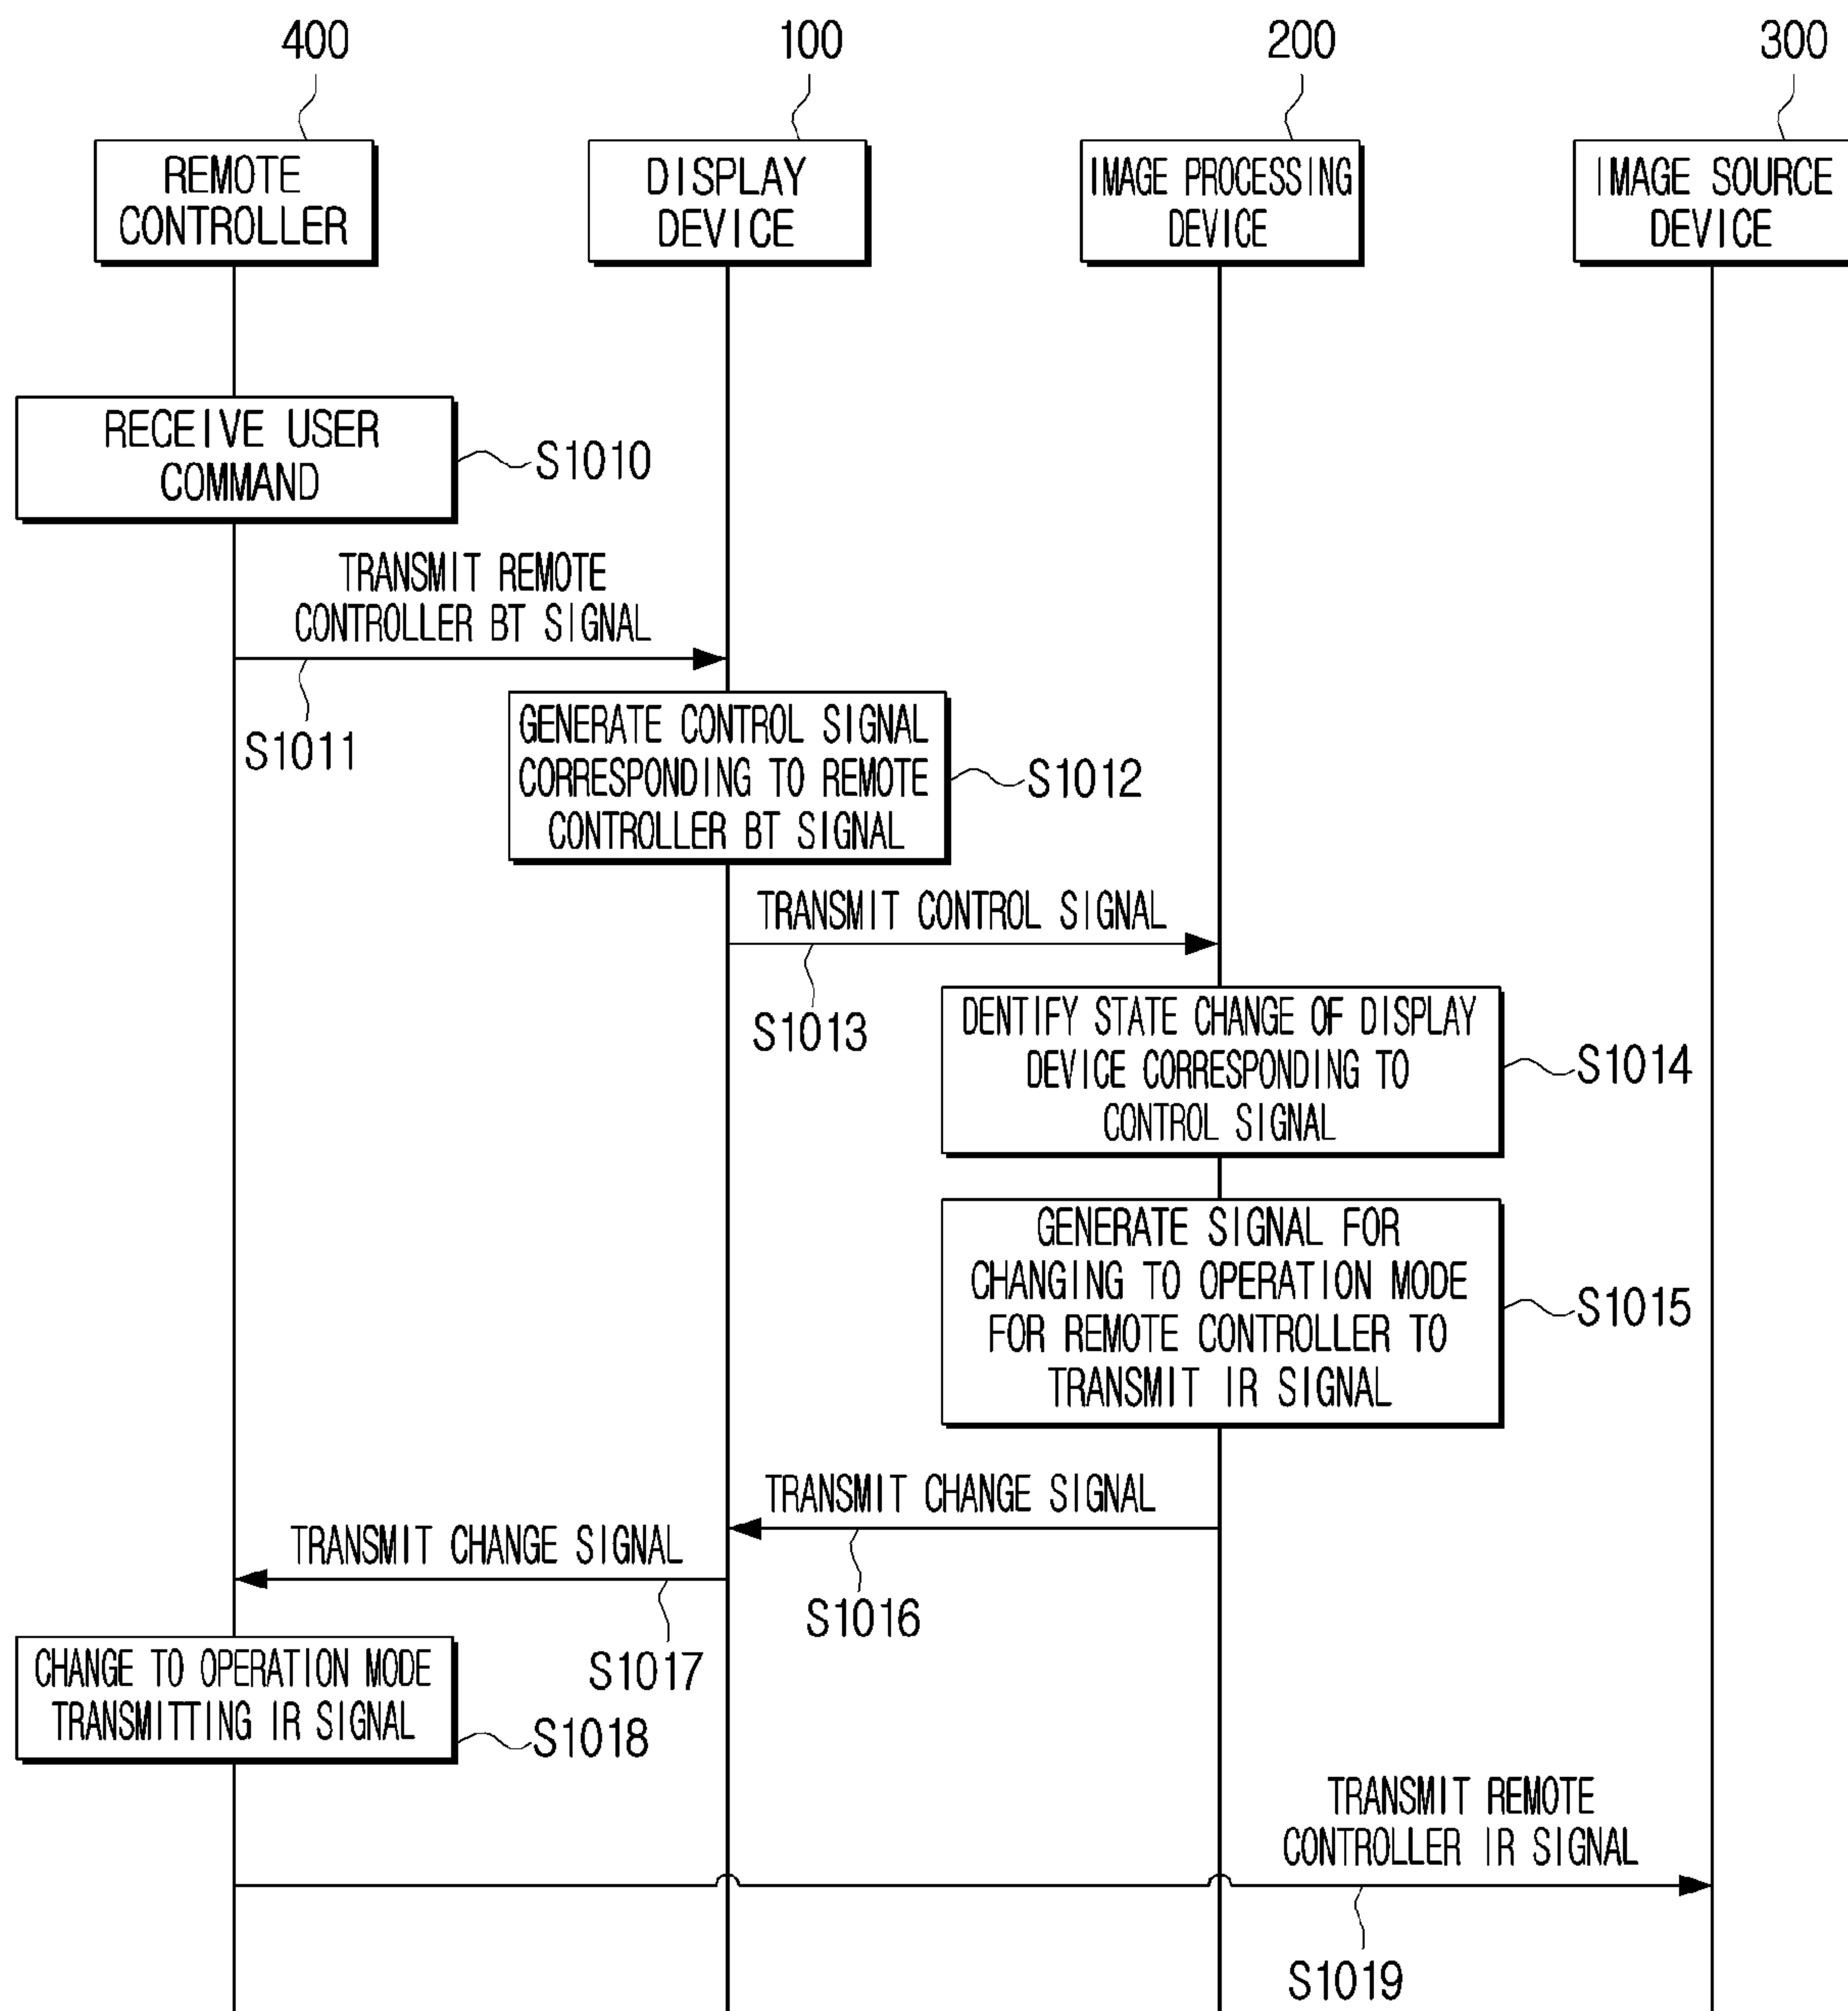 400
100
200
300
REMOTE
CONTROLLER
DISPLAY
DEVICE
IMAGE PROCESSING
DEVICE
IMAGE SOURCE
DEVICE
RECEIVE USER
COMMAND
S1010
TRANSMIT REMOTE
CONTROLLER BT SIGNAL
S1011
GENERATE CONTROL SIGNAL
CORRESPONDING TO REMOTE
CONTROLLER BT SIGNAL
S1012
TRANSMIT CONTROL SIGNAL
S1013
DENTIFY STATE CHANGE OF DISPLAY
DEVICE CORRESPONDING TO
CONTROL SIGNAL
S1014
GENERATE SIGNAL FOR
CHANGING TO OPERATION MODE
FOR REMOTE CONTROLLER TO
TRANSMIT IR SIGNAL
S1015
TRANSMIT CHANGE SIGNAL
S1016
TRANSMIT CHANGE SIGNAL
S1017
CHANGE TO OPERATION MODE
TRANSMITTING IR SIGNAL
S1018
TRANSMIT REMOTE
CONTROLLER IR SIGNAL
S1019